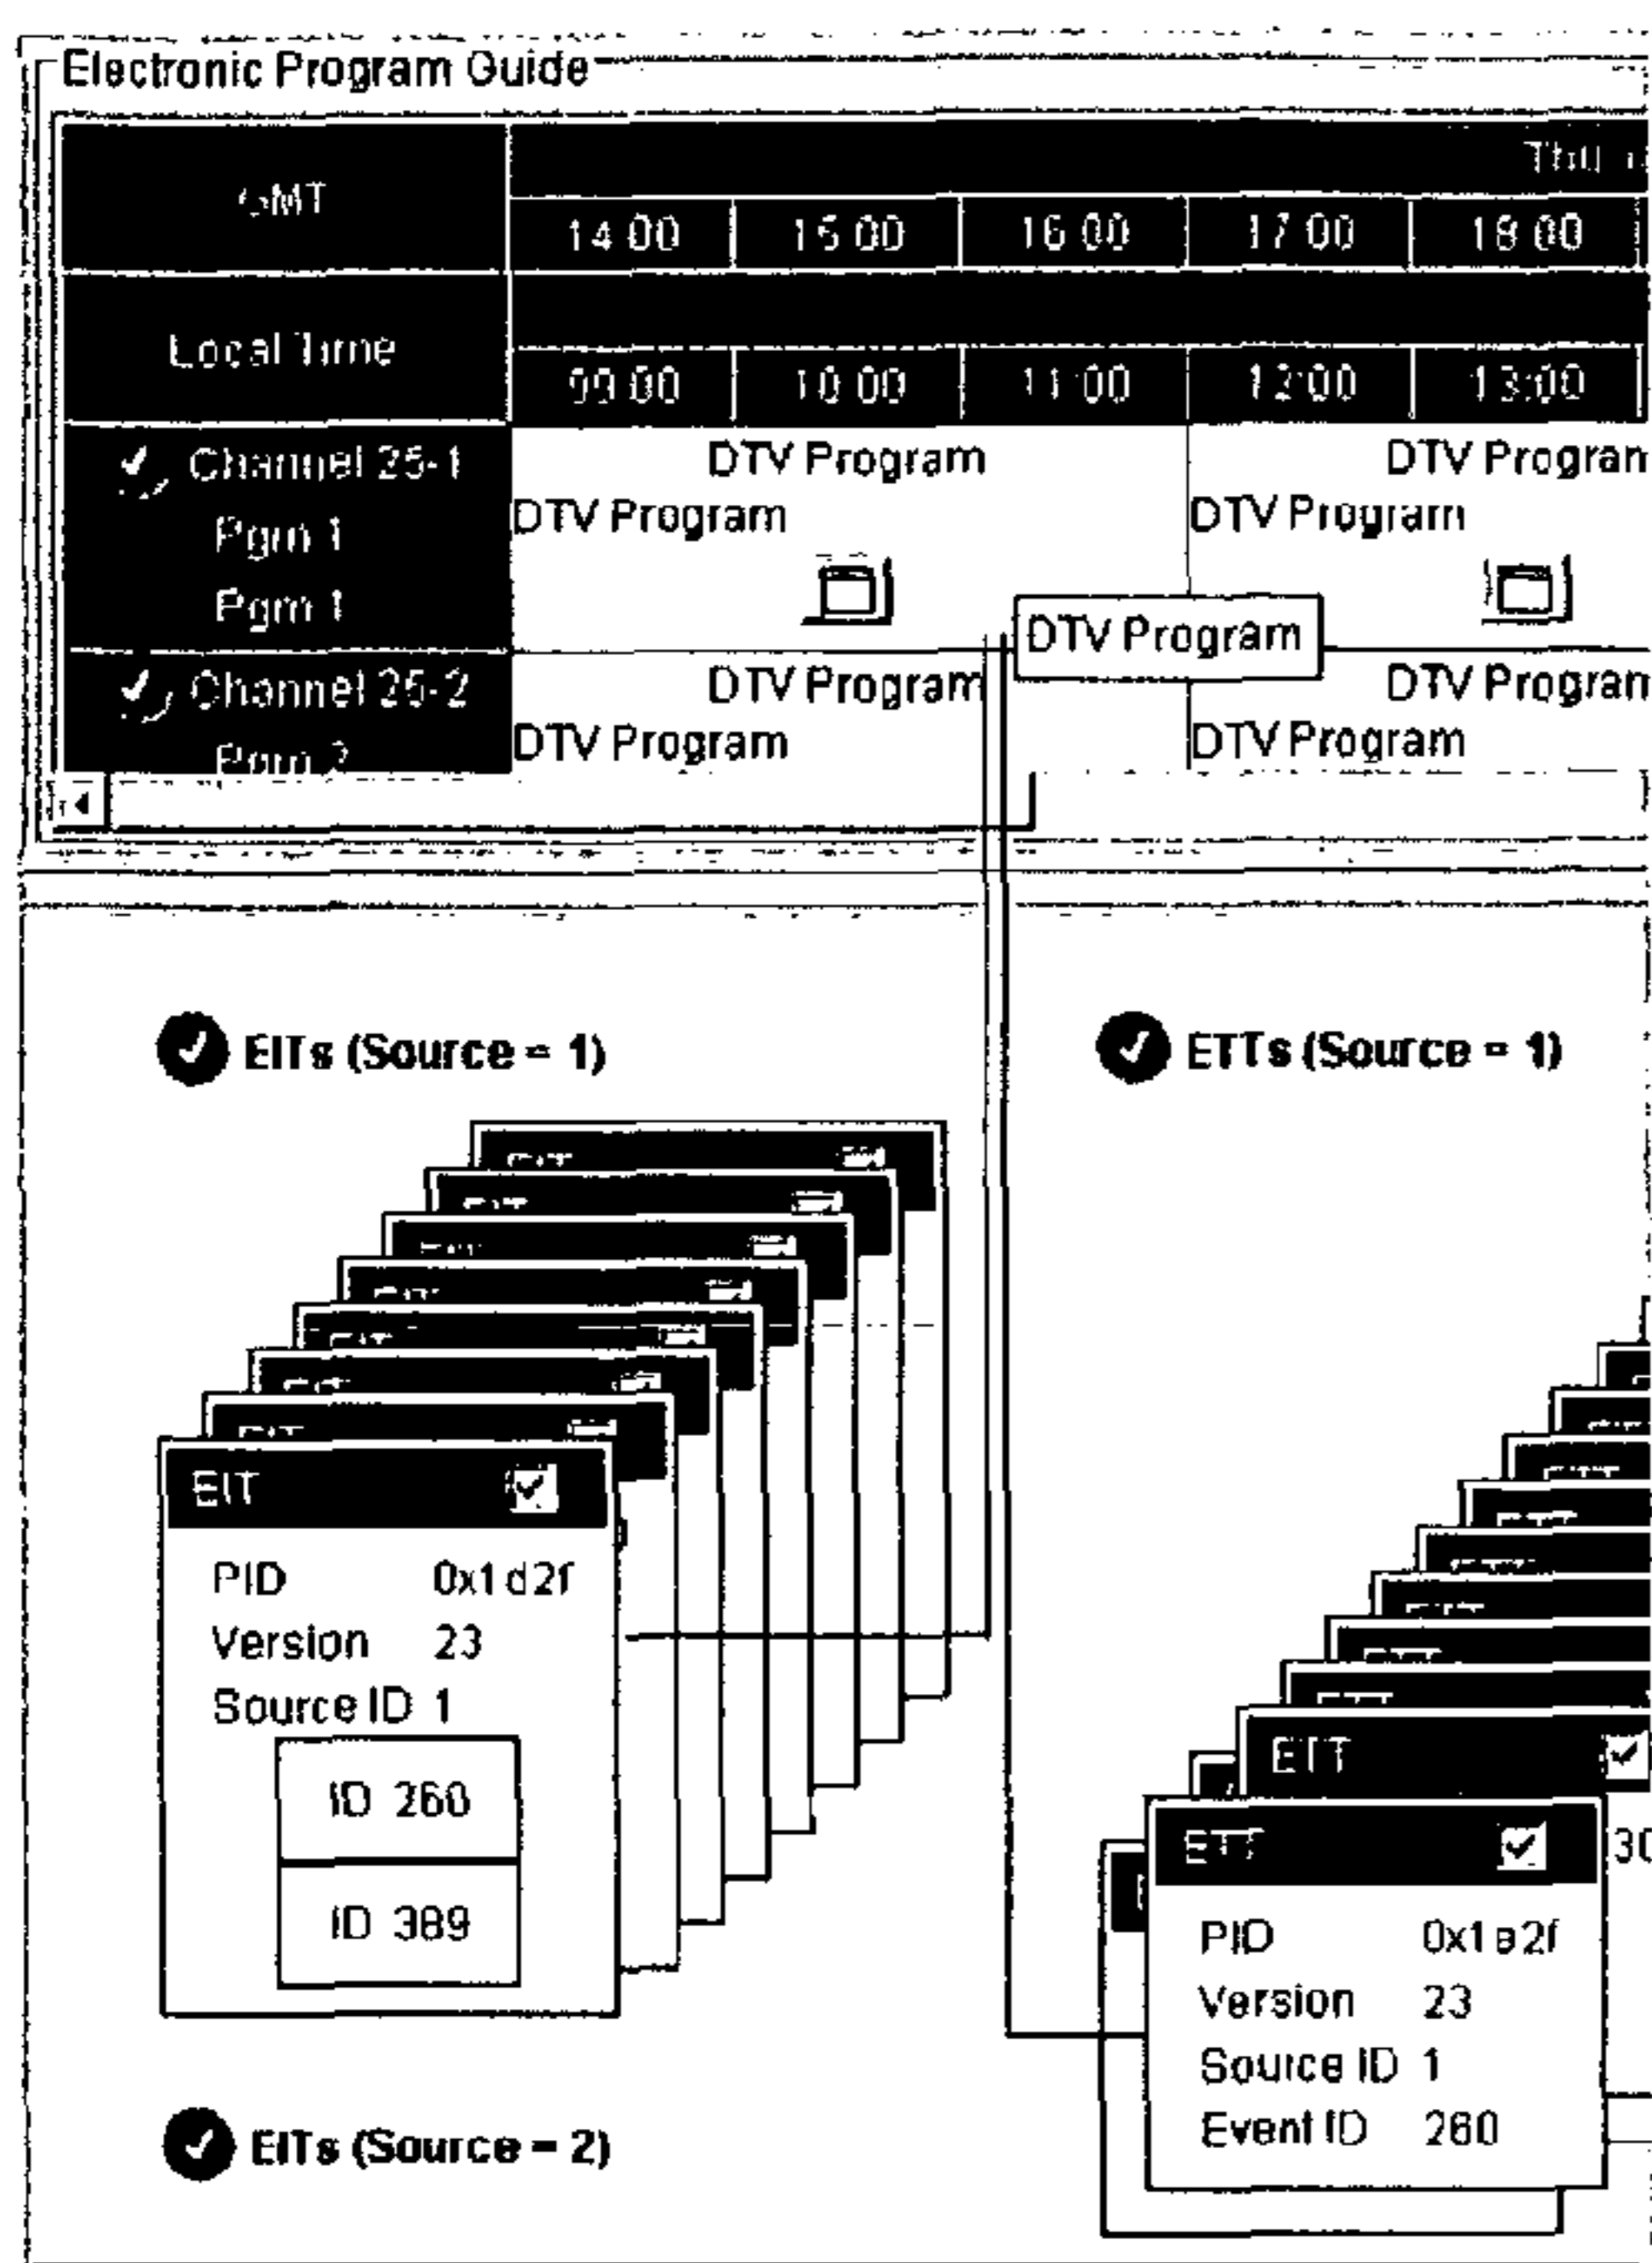 Electronic Program Guide
GMT
14:00 15:00 16:00 17:00 18:00
Local Time
09:00 10:00 11:00 12:00 13:00
Channel 25-1
Pgm 1
Pgm 1
DTV Program
DTV Program
DTV Program
DTV Program
DTV Program
Channel 25-2
Pgm 2
DTV Program
DTV Program
DTV Program
DTV Program
EITs (Source = 1)
ETTs (Source = 1)
EIT
PID 0x1d2f
Version 23
Source ID 1
ID 260
ID 389
ETT
ETT
30
PID 0x1e2f
Version 23
Source ID 1
Event ID 260
EITs (Source = 2)